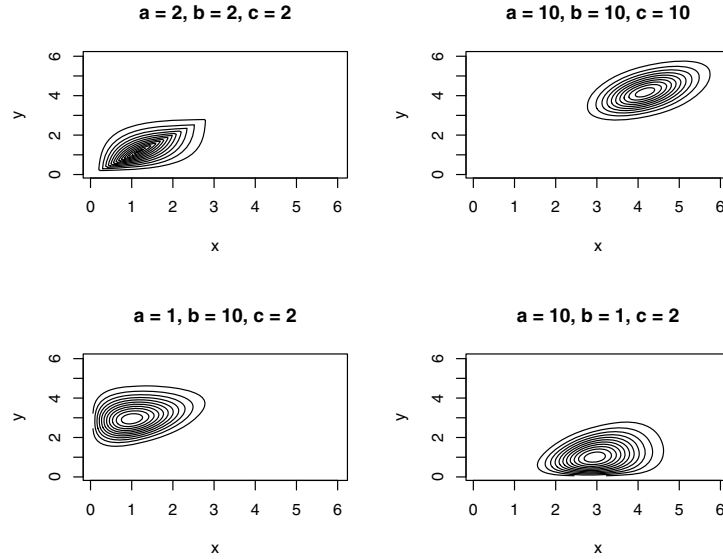 a = 2, b = 2, c = 2
y
0 2 4 6
0 1 2 3 4 5 6
x
a = 10, b = 10, c = 10
y
0 2 4 6
0 1 2 3 4 5 6
x
a = 1, b = 10, c = 2
y
0 2 4 6
0 1 2 3 4 5 6
x
a = 10, b = 1, c = 2
y
0 2 4 6
0 1 2 3 4 5 6
x